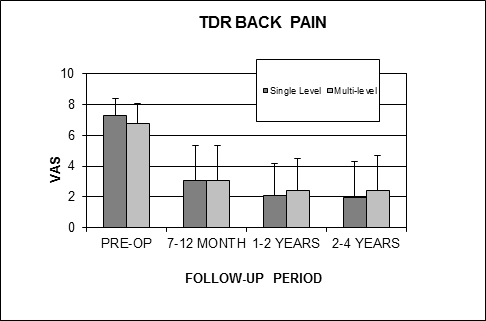 TDR BACK PAIN
Single Level Multi-level
10
8
6
4
2
0
VAS
PRE-OP 7-12 MONTH 1-2 YEARS 2-4 YEARS
FOLLOW-UP PERIOD